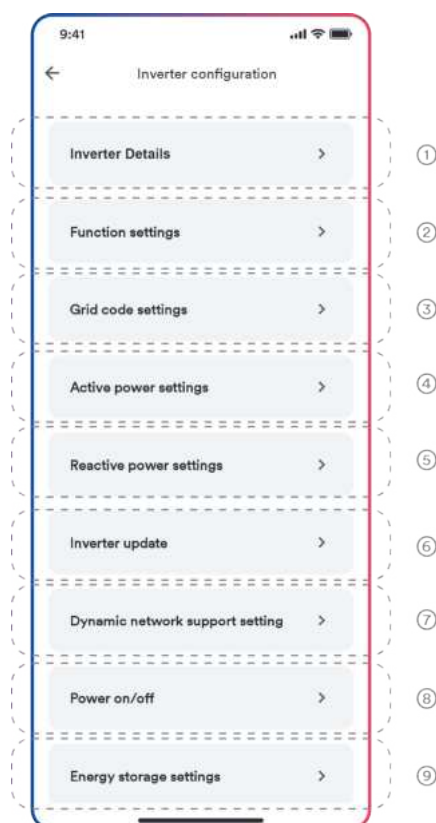 9:41
Inverter configuration
Inverter Details
①
Function settings
②
Grid code settings
③
Active power settings
④
Reactive power settings
⑤
Inverter update
⑥
Dynamic network support setting
⑦
Power on/off
⑧
Energy storage settings
⑨